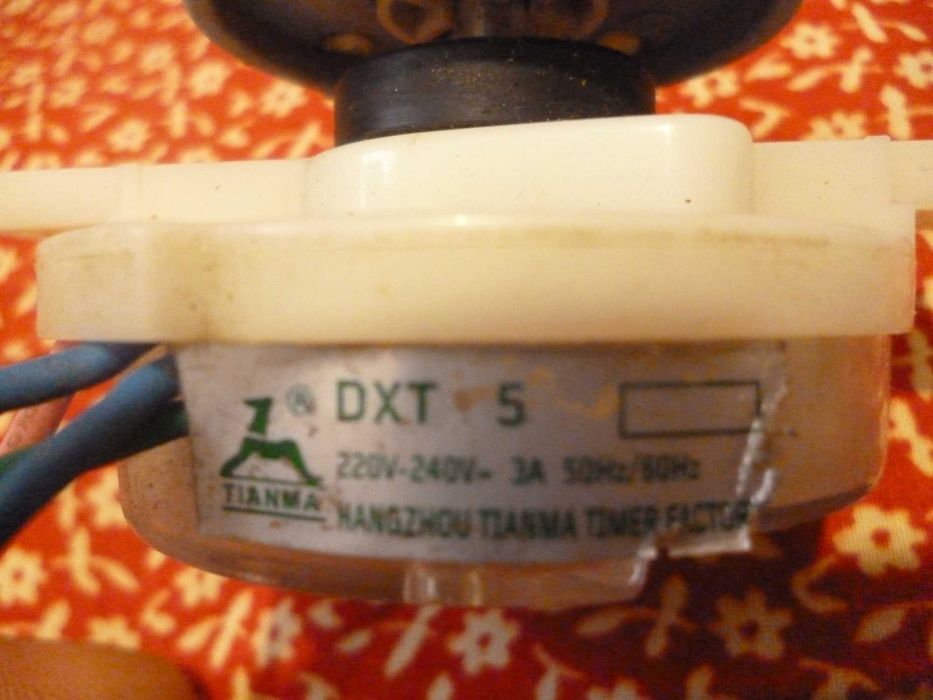 ® DXT 5
220V-240V~ 3A 50Hz/60Hz
TIANMA
HANGZHOU TIANMA TIMER FACTOR